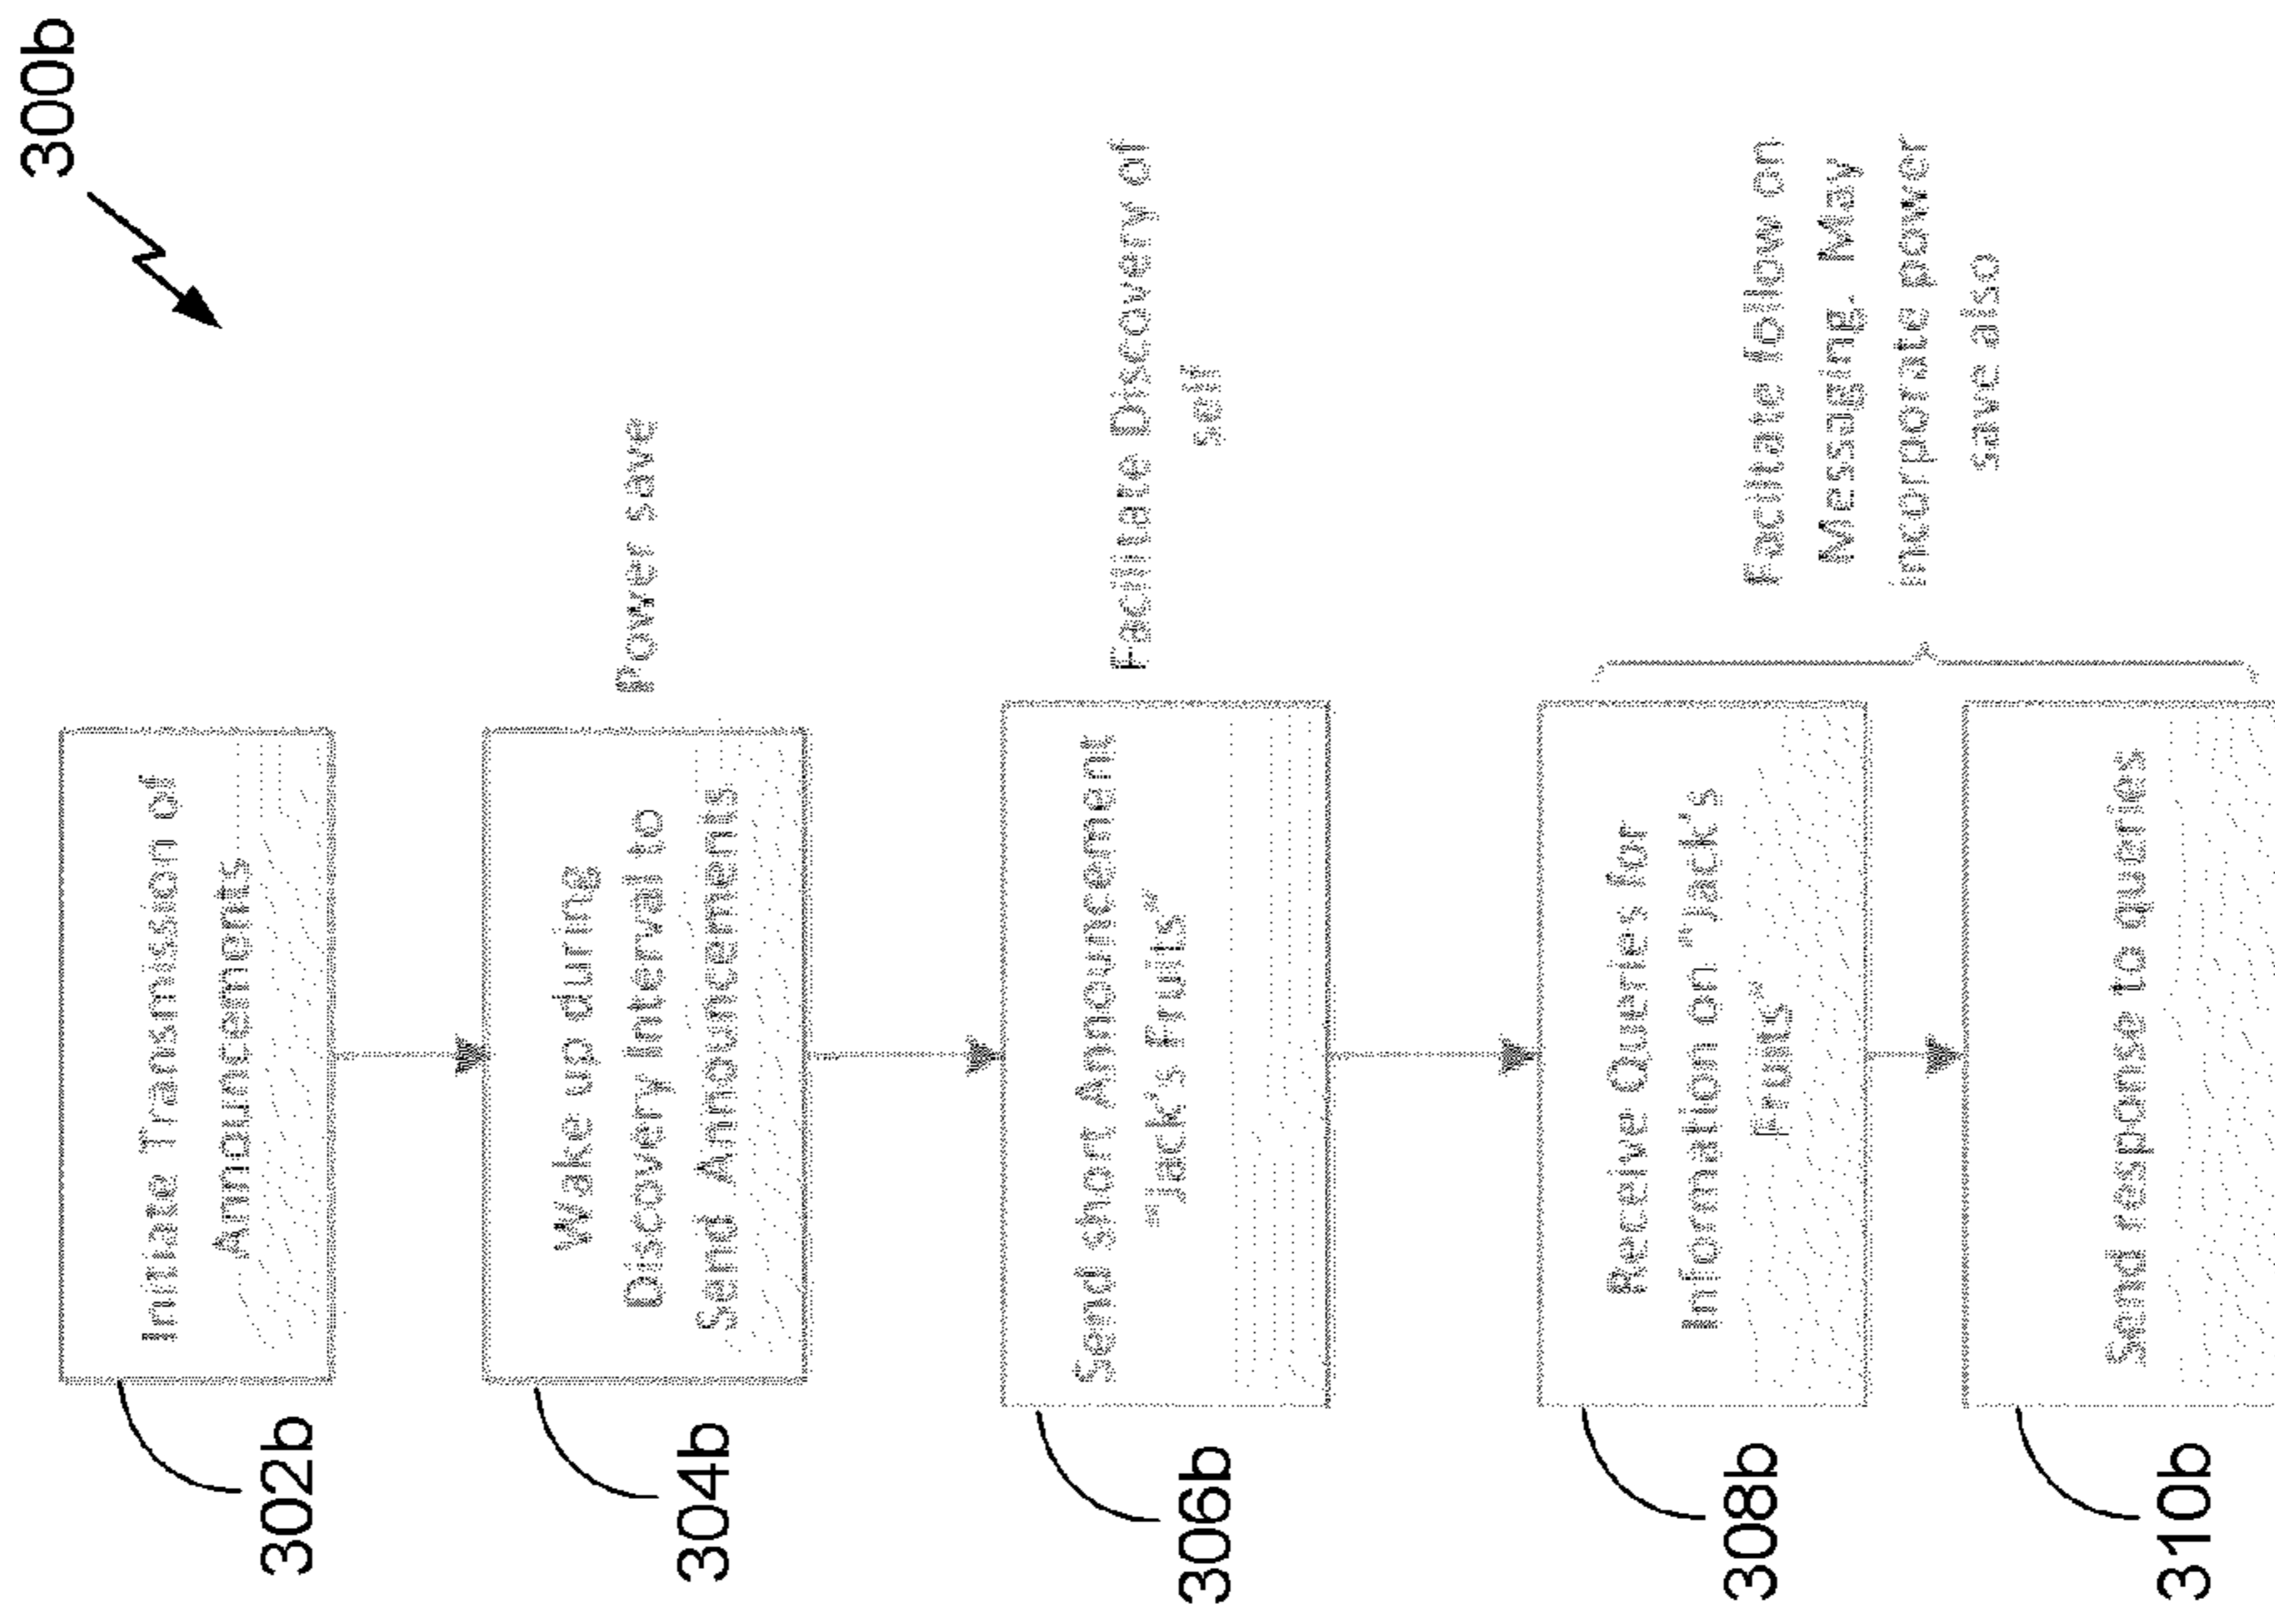 300b
302b
Initiate Transmission of
Announcements
304b
Wake up during
Discovery Interval to
Send Announcements
Power save
306b
Send short Announcement
"Jack's Fruits"
Facilitate Discovery of
self
308b
Receive Queries for
Information on "Jack's
Fruits"
310b
Send response to queries
Facilitate follow on
Messaging. May
incorporate power
save also